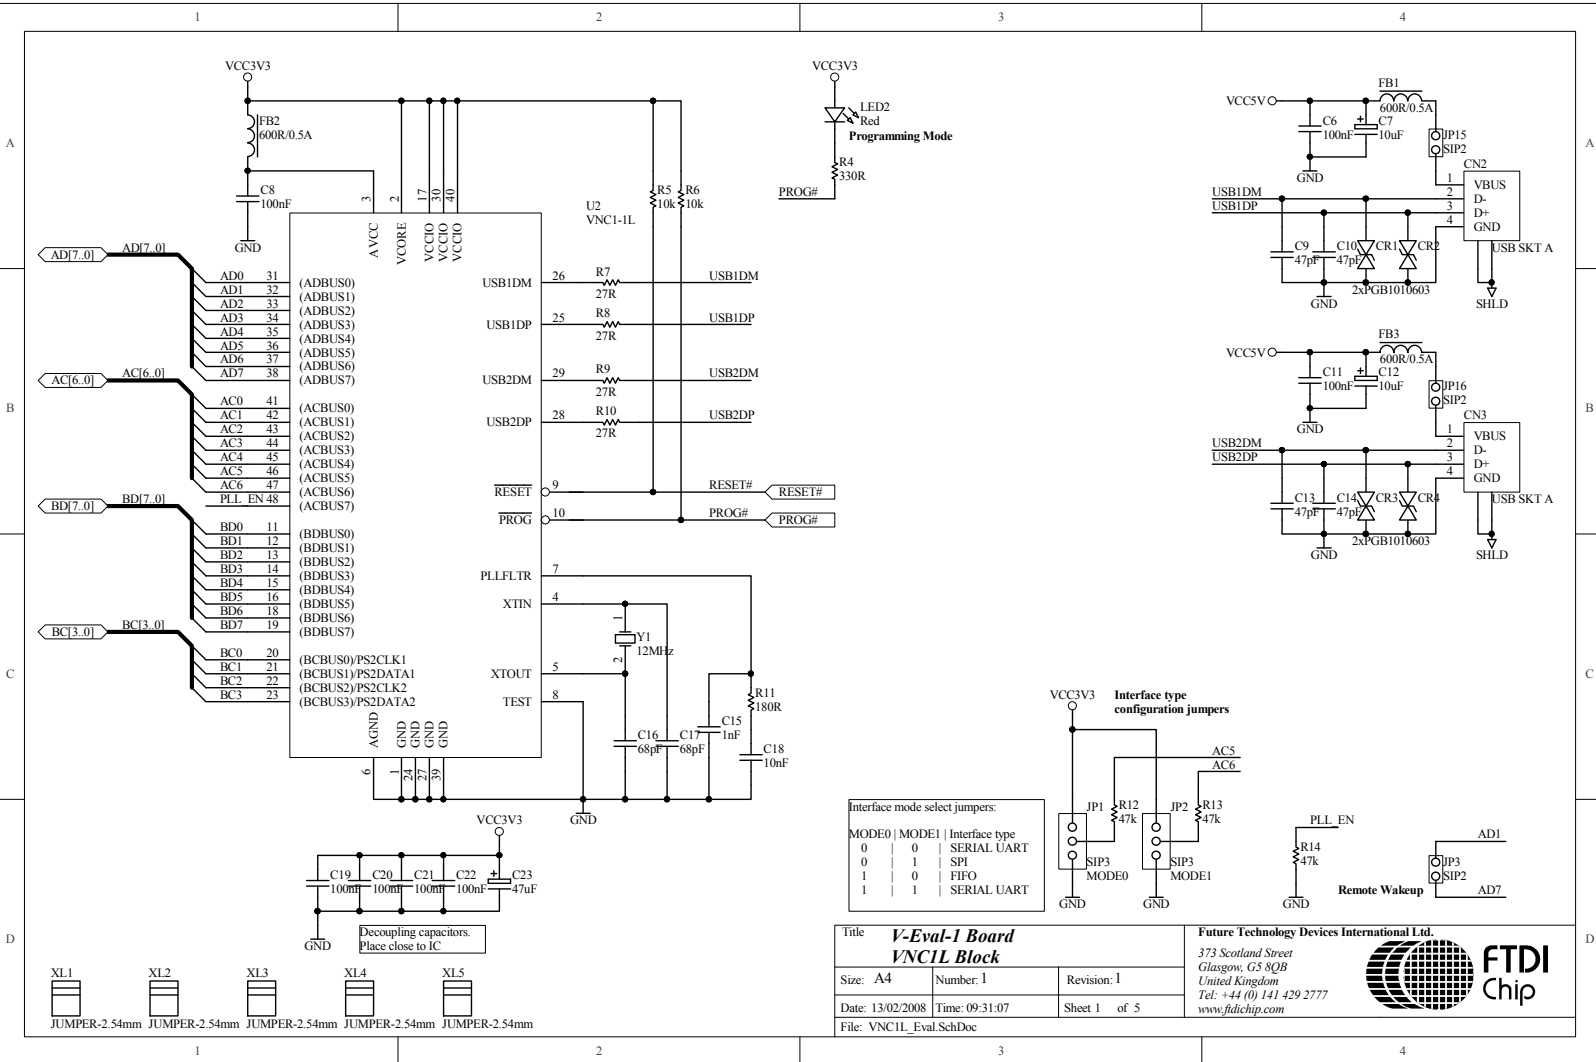 1 2 3 4
A
B
C
D
A
B
C
D
1 2 3 4
VCC3V3
FB2
600R/0.5A
C8
100nF
GND
3
2
17
30
40
AVCC
VCORE
VCCIO
VCCIO
VCCIO
U2
VNC1-1L
R5
10k
R6
10k
AD[7..0] AD[7..0]
AD0 31 (ADBUS0)
AD1 32 (ADBUS1)
AD2 33 (ADBUS2)
AD3 34 (ADBUS3)
AD4 35 (ADBUS4)
AD5 36 (ADBUS5)
AD6 37 (ADBUS6)
AD7 38 (ADBUS7)
AC[6..0] AC[6..0]
AC0 41 (ACBUS0)
AC1 42 (ACBUS1)
AC2 43 (ACBUS2)
AC3 44 (ACBUS3)
AC4 45 (ACBUS4)
AC5 46 (ACBUS5)
AC6 47 (ACBUS6)
PLL_EN 48 (ACBUS7)
BD[7..0] BD[7..0]
BD0 11 (BDBUS0)
BD1 12 (BDBUS1)
BD2 13 (BDBUS2)
BD3 14 (BDBUS3)
BD4 15 (BDBUS4)
BD5 16 (BDBUS5)
BD6 18 (BDBUS6)
BD7 19 (BDBUS7)
BC[3..0] BC[3..0]
BC0 20 (BCBUS0)/PS2CLK1
BC1 21 (BCBUS1)/PS2DATA1
BC2 22 (BCBUS2)/PS2CLK2
BC3 23 (BCBUS3)/PS2DATA2
AGND
GND
GND
GND
GND
6
1
24
27
39
USB1DM 26 R7 27R USB1DM
USB1DP 25 R8 27R USB1DP
USB2DM 29 R9 27R USB2DM
USB2DP 28 R10 27R USB2DP
RESET 9 RESET# RESET#
PROG 10 PROG# PROG#
PLLFLTR 7
XTIN 4
XTOUT 5
TEST 8
1
Y1
12MHz
2
C16
68pF
C17
68pF
C15
1nF
R11
180R
C18
10nF
GND
VCC3V3
LED2
Red
Programming Mode
R4
330R
PROG#
VCC5V
FB1
600R/0.5A
C6
100nF
C7
+
10uF
GND
JP15
SIP2
CN2
1 VBUS
2 D-
3 D+
4 GND
USB1DM
USB1DP
C9
47pF
C10
47pF
CR1
CR2
2xPGB1010603
GND
USB SKT A
SHLD
VCC5V
FB3
600R/0.5A
C11
100nF
C12
+
10uF
GND
JP16
SIP2
CN3
1 VBUS
2 D-
3 D+
4 GND
USB2DM
USB2DP
C13
47pF
C14
47pF
CR3
CR4
2xPGB1010603
GND
USB SKT A
SHLD
VCC3V3
Interface type
configuration jumpers
AC5
AC6
JP1
R12
47k
JP2
R13
47k
SIP3
MODE0
SIP3
MODE1
GND
GND
PLL_EN
R14
47k
GND
AD1
JP3
SIP2
Remote Wakeup
AD7
Interface mode select jumpers:
MODE0 | MODE1 | Interface type
0 | 0 | SERIAL UART
0 | 1 | SPI
1 | 0 | FIFO
1 | 1 | SERIAL UART
VCC3V3
C19
100nF
C20
100nF
C21
100nF
C22
100nF
+
C23
47uF
GND
Decoupling capacitors.
Place close to IC
XL1 XL2 XL3 XL4 XL5
JUMPER-2.54mm JUMPER-2.54mm JUMPER-2.54mm JUMPER-2.54mm JUMPER-2.54mm
Title V-Eval-1 Board
VNC1L Block
Size: A4 Number: 1 Revision: 1
Date: 13/02/2008 Time: 09:31:07 Sheet 1 of 5
File: VNC1L_Eval.SchDoc
Future Technology Devices International Ltd.
373 Scotland Street
Glasgow, G5 8QB
United Kingdom
Tel: +44 (0) 141 429 2777
www.ftdichip.com
FTDI
Chip